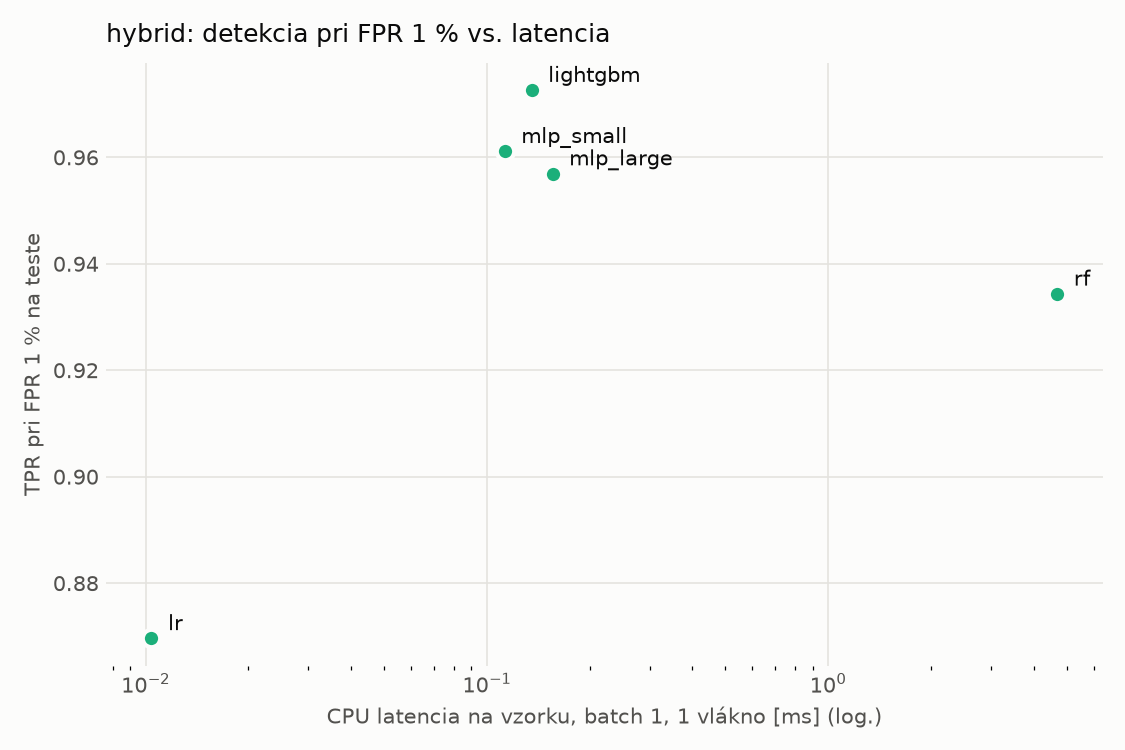 hybrid: detekcia pri FPR 1 % vs. latencia
lightgbm
mlp_small
mlp_large
rf
lr
TPR pri FPR 1 % na teste
0.96
0.94
0.92
0.90
0.88
10⁻² 10⁻¹ 10⁰
CPU latencia na vzorku, batch 1, 1 vlákno [ms] (log.)